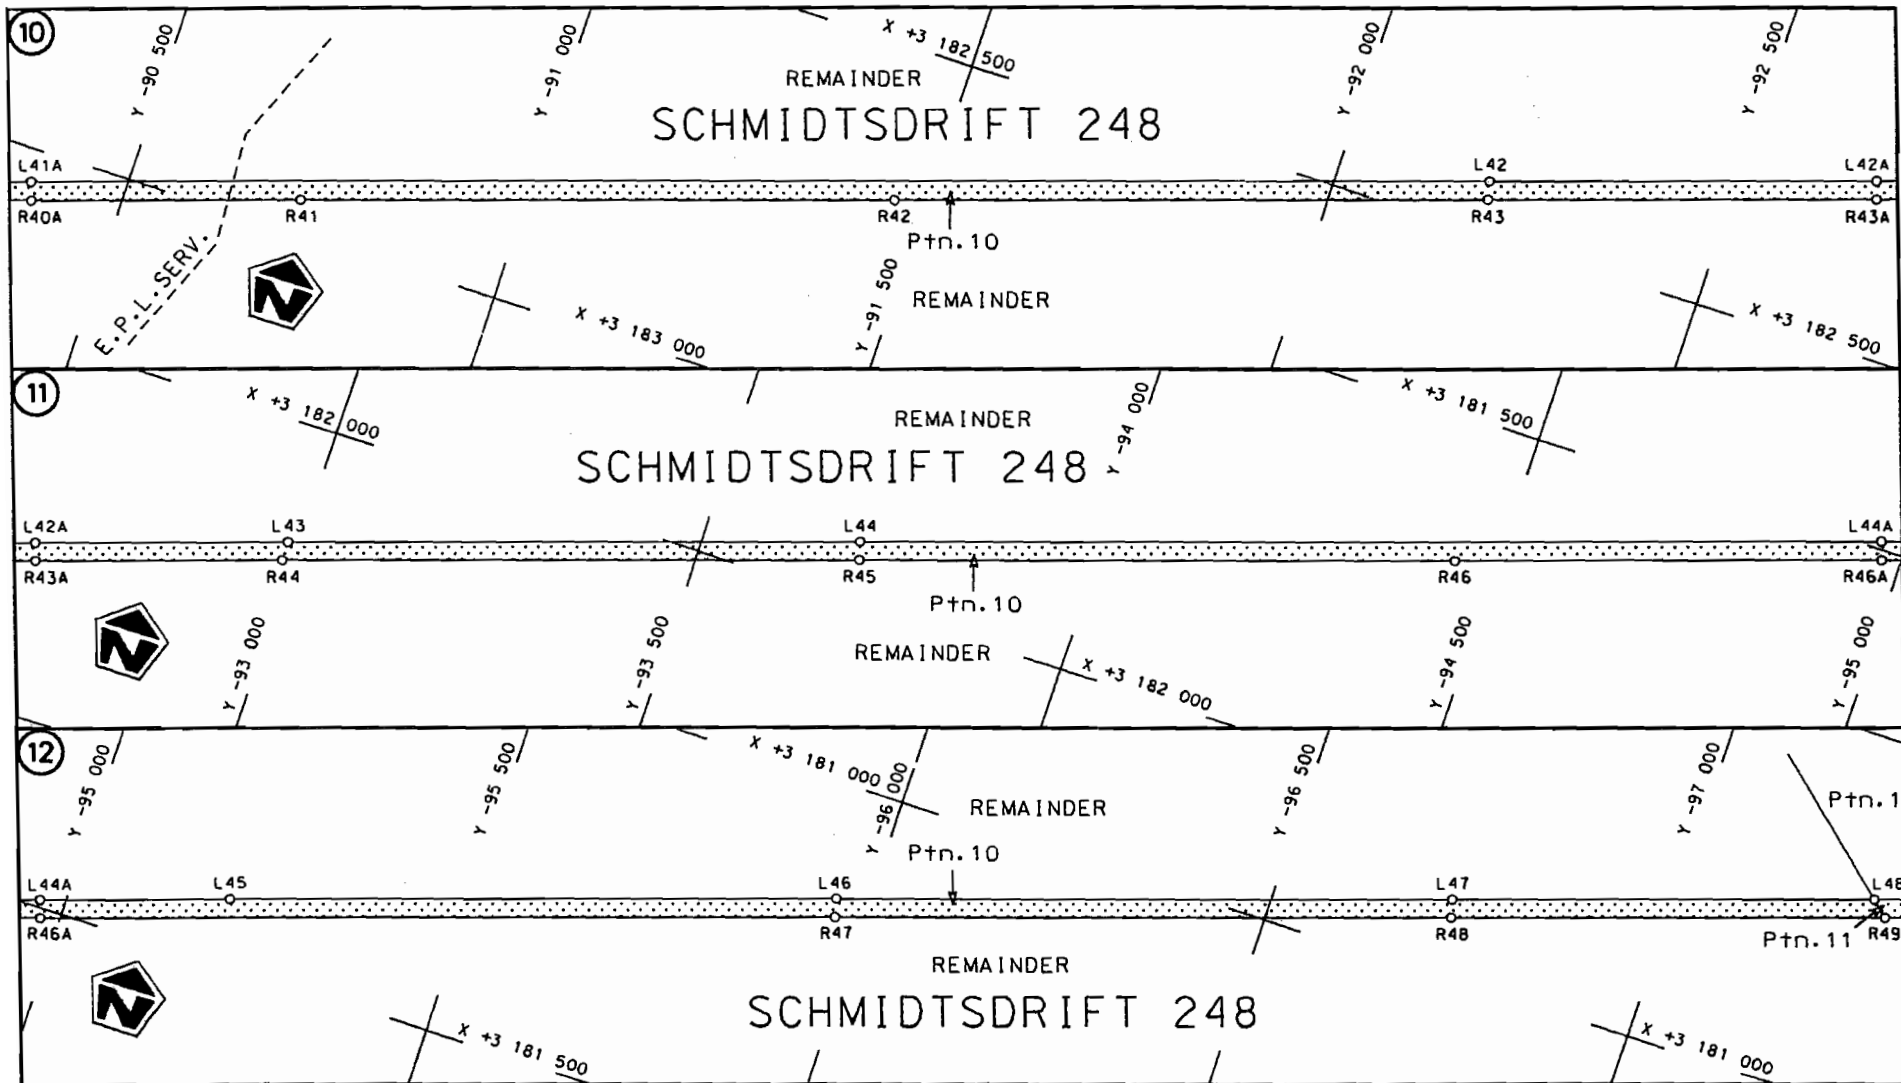 10
Y -90 500
Y -91 000
X +3 182 500
Y -92 000
Y -92 500
REMAINDER
SCHMIDTSDRIFT 248
L41A
L42
L42A
R40A
R41
R42
R43
R43A
Ptn.10
E.P.L.SERV.
N
X +3 183 000
Y -91 500
REMAINDER
X +3 182 500
11
X +3 182 000
REMAINDER
Y -94 000
X +3 181 500
SCHMIDTSDRIFT 248
L42A
L43
L44
L44A
R43A
R44
R45
R46
R46A
Ptn.10
N
Y -93 000
Y -93 500
REMAINDER
X +3 182 000
Y -94 500
Y -95 000
12
Y -95 000
Y -95 500
X +3 181 000
Y -96 000
REMAINDER
Y -96 500
Y -97 000
Ptn.1
Ptn.10
L44A
L45
L46
L47
L48
R46A
R47
R48
Ptn.11
R49
REMAINDER
N
SCHMIDTSDRIFT 248
X +3 181 500
X +3 181 000